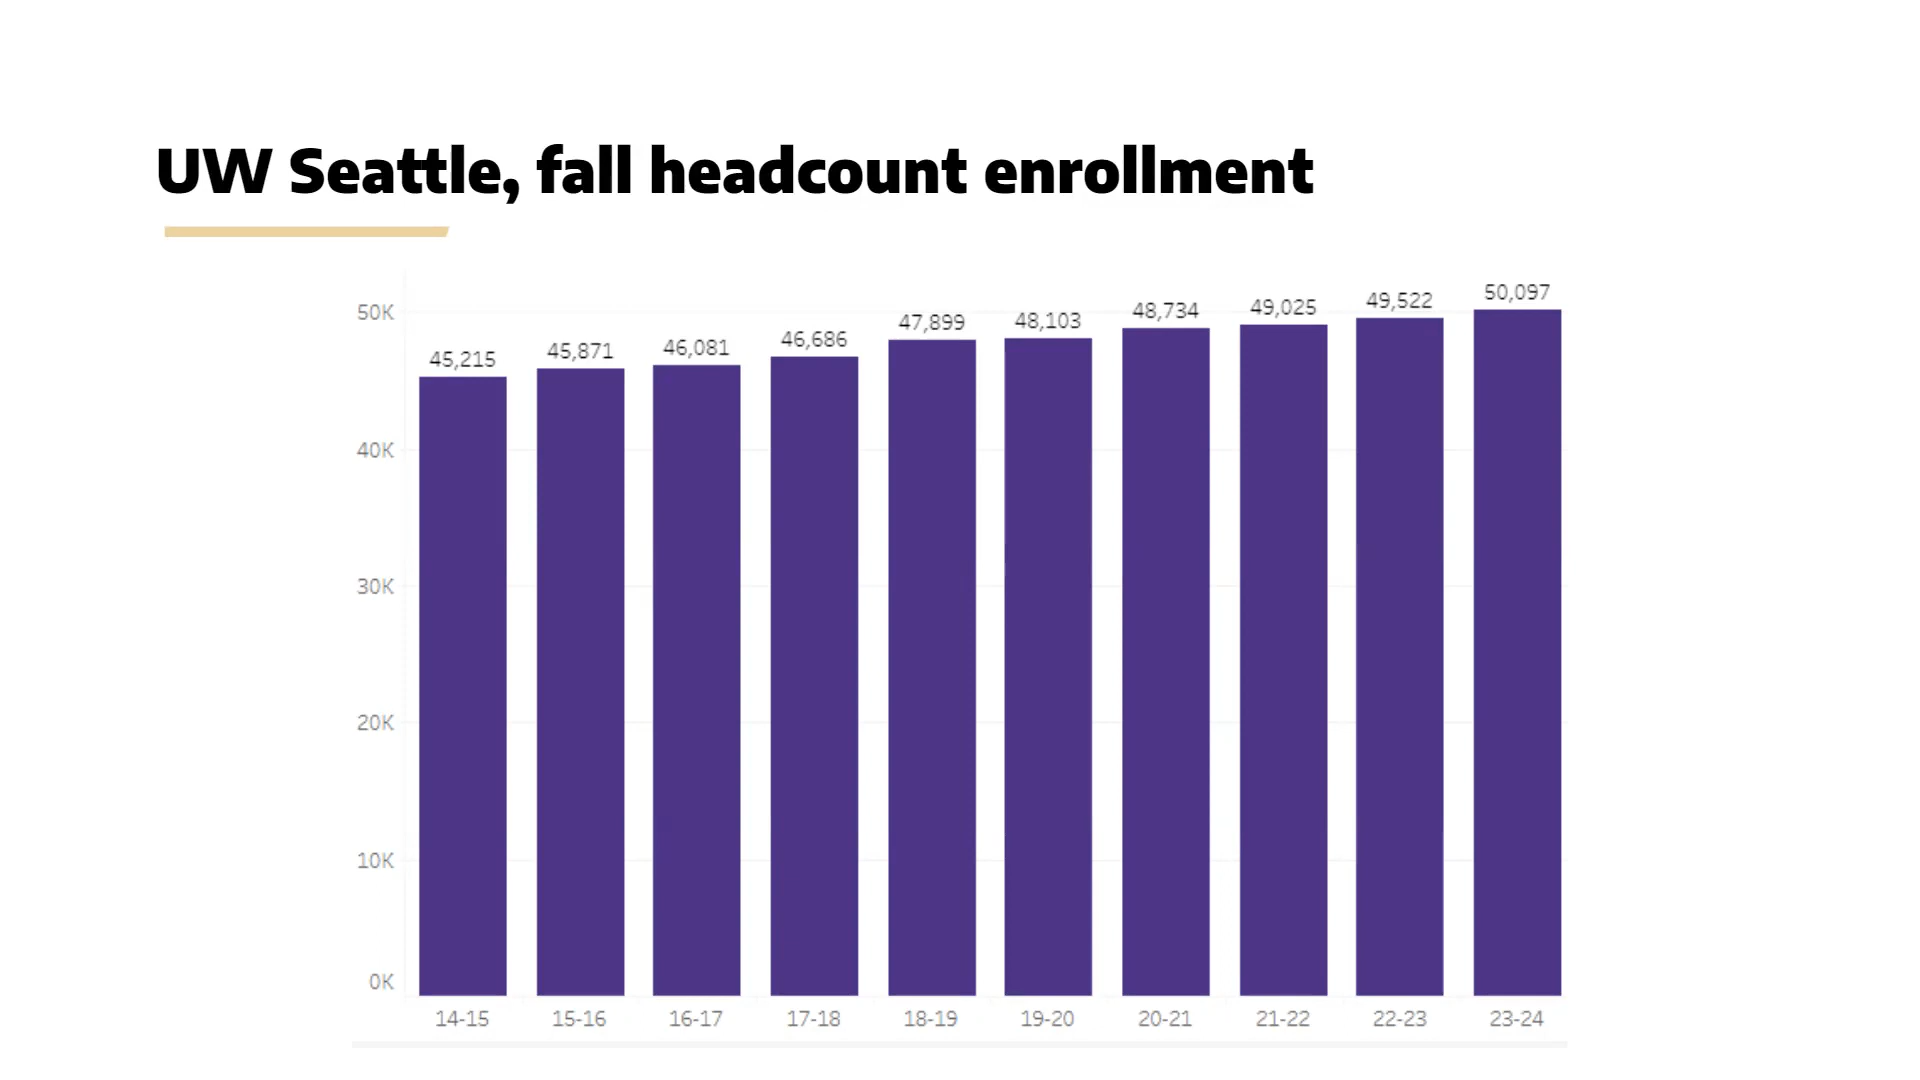 UW Seattle, fall headcount enrollment
50K
40K
30K
20K
10K
0K
45,215
45,871
46,081
46,686
47,899
48,103
48,734
49,025
49,522
50,097
14-15
15-16
16-17
17-18
18-19
19-20
20-21
21-22
22-23
23-24